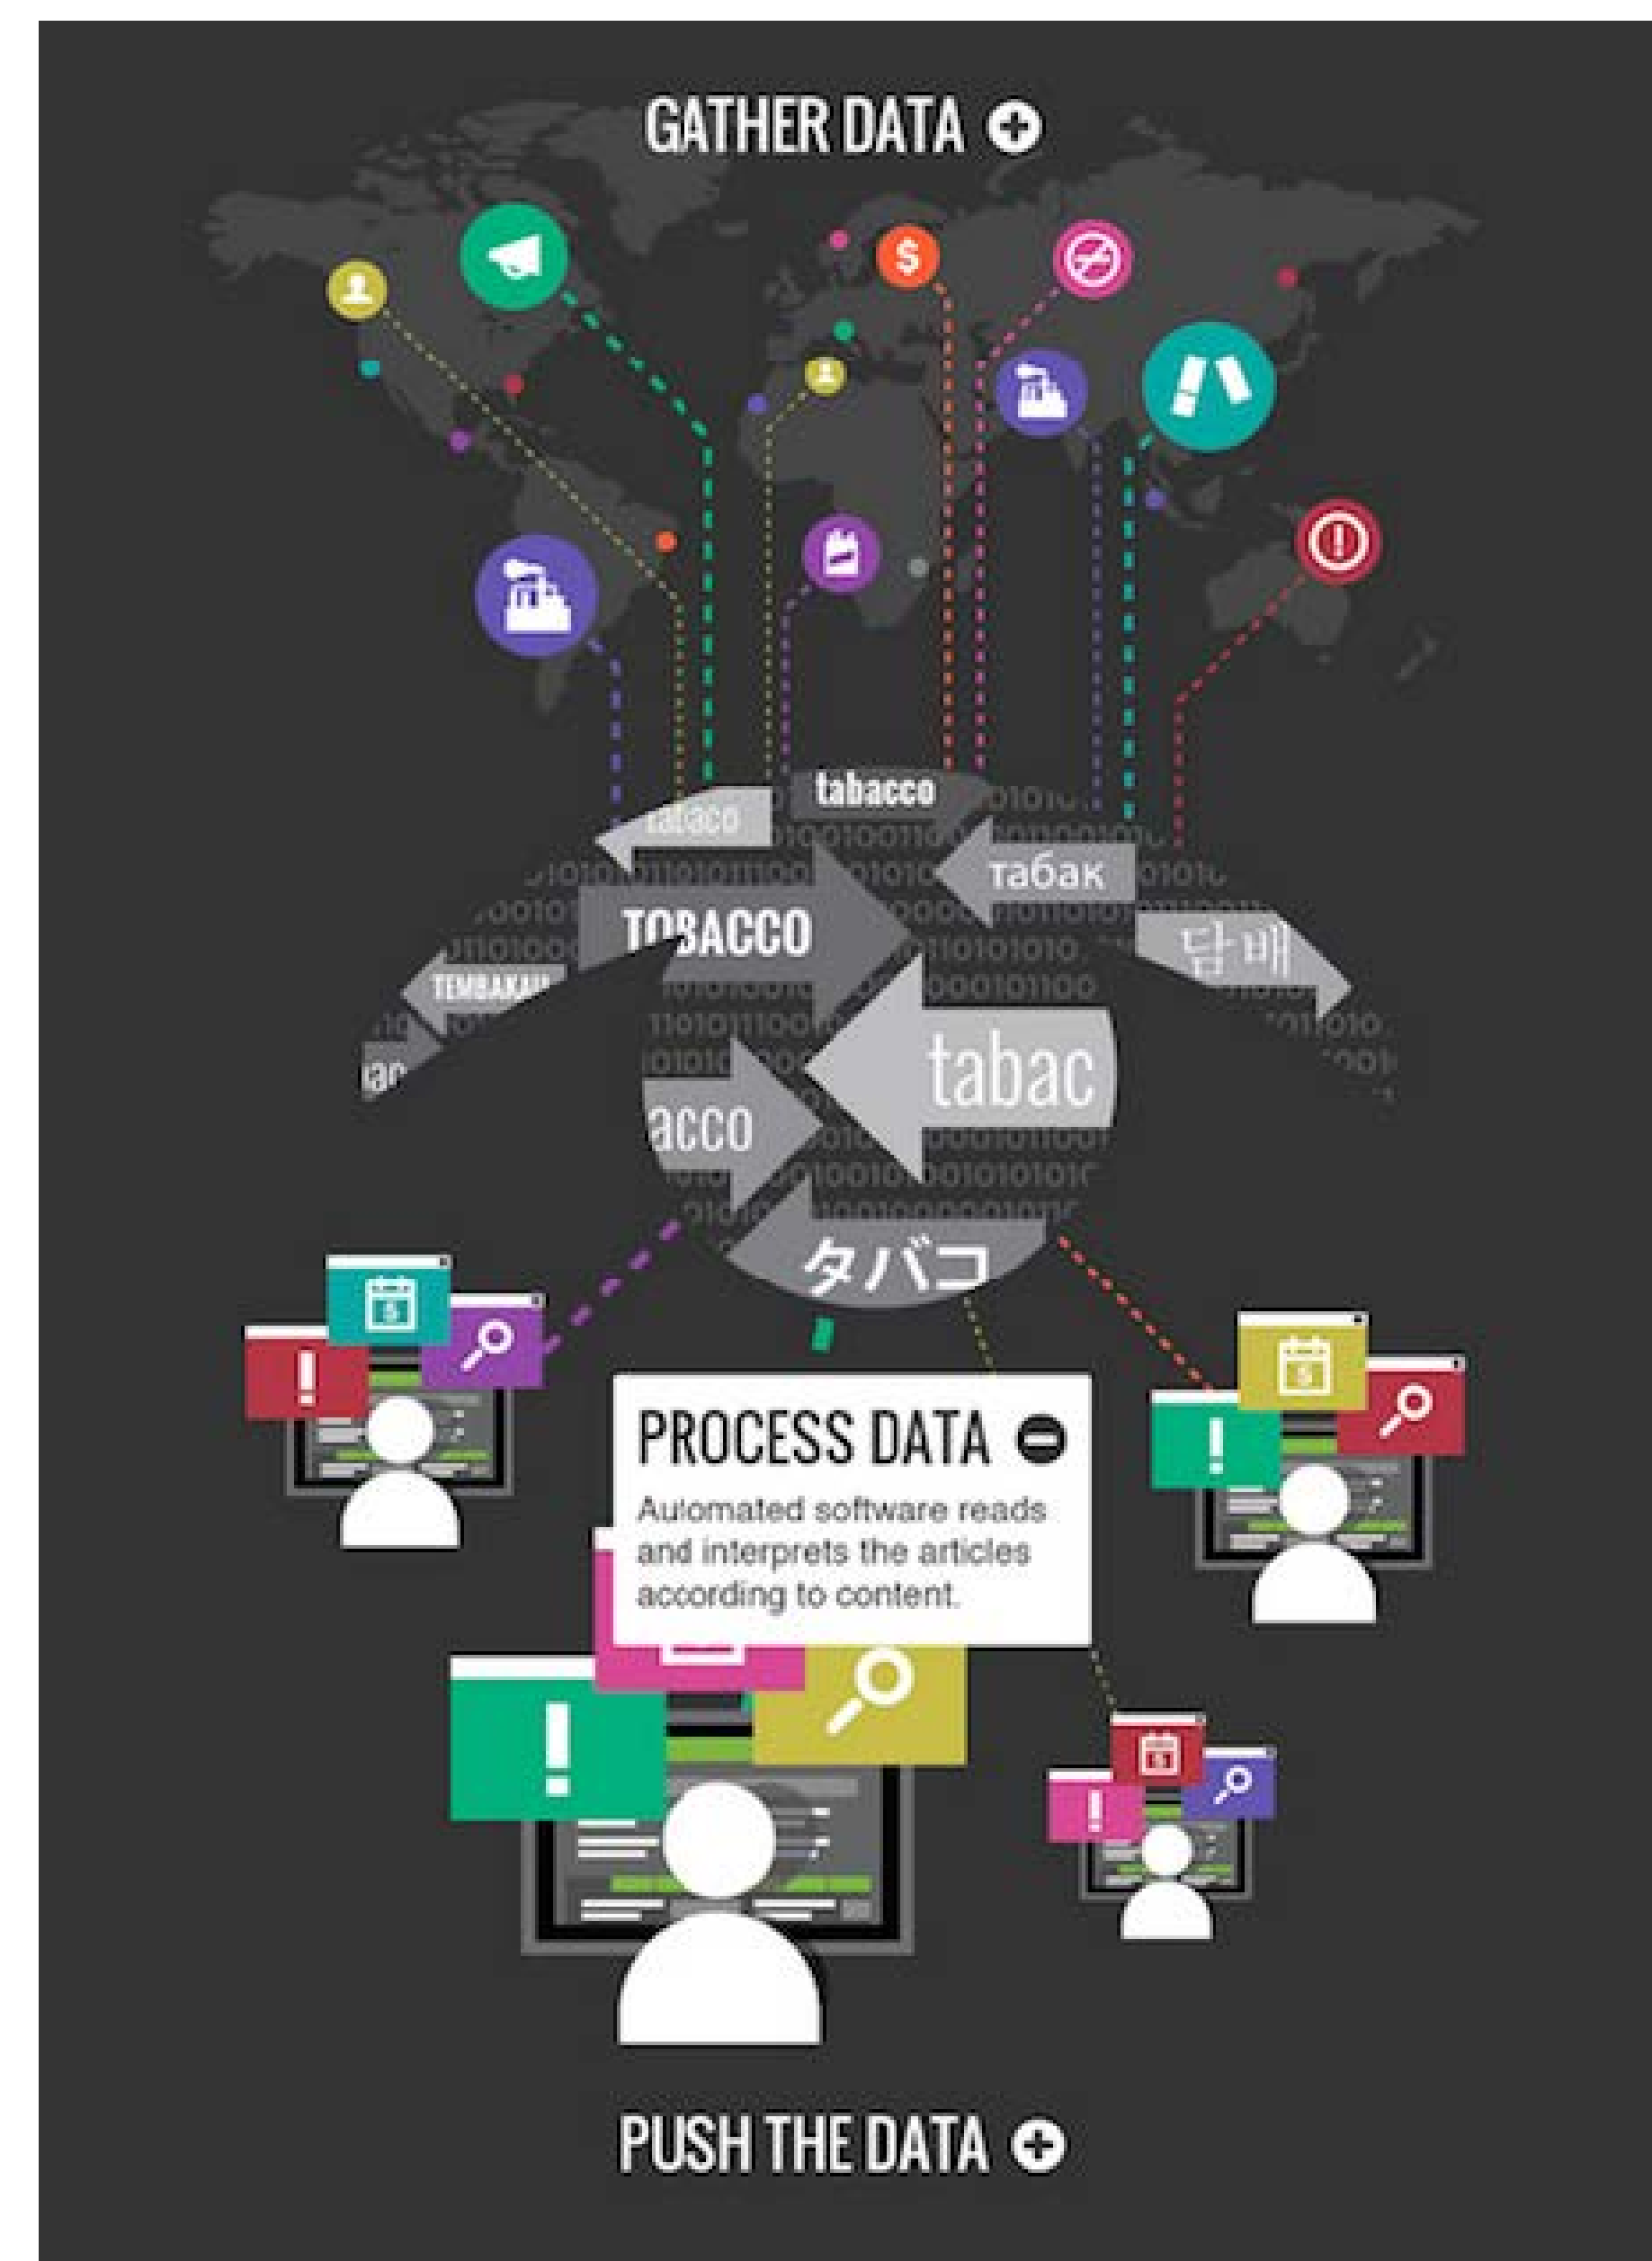 GATHER DATA
tabacco
tabaco
табак
TOBACCO
담배
TEMBAKAU
tabac
acco
タバコ
PROCESS DATA
Automated software reads
and interprets the articles
according to content.
PUSH THE DATA